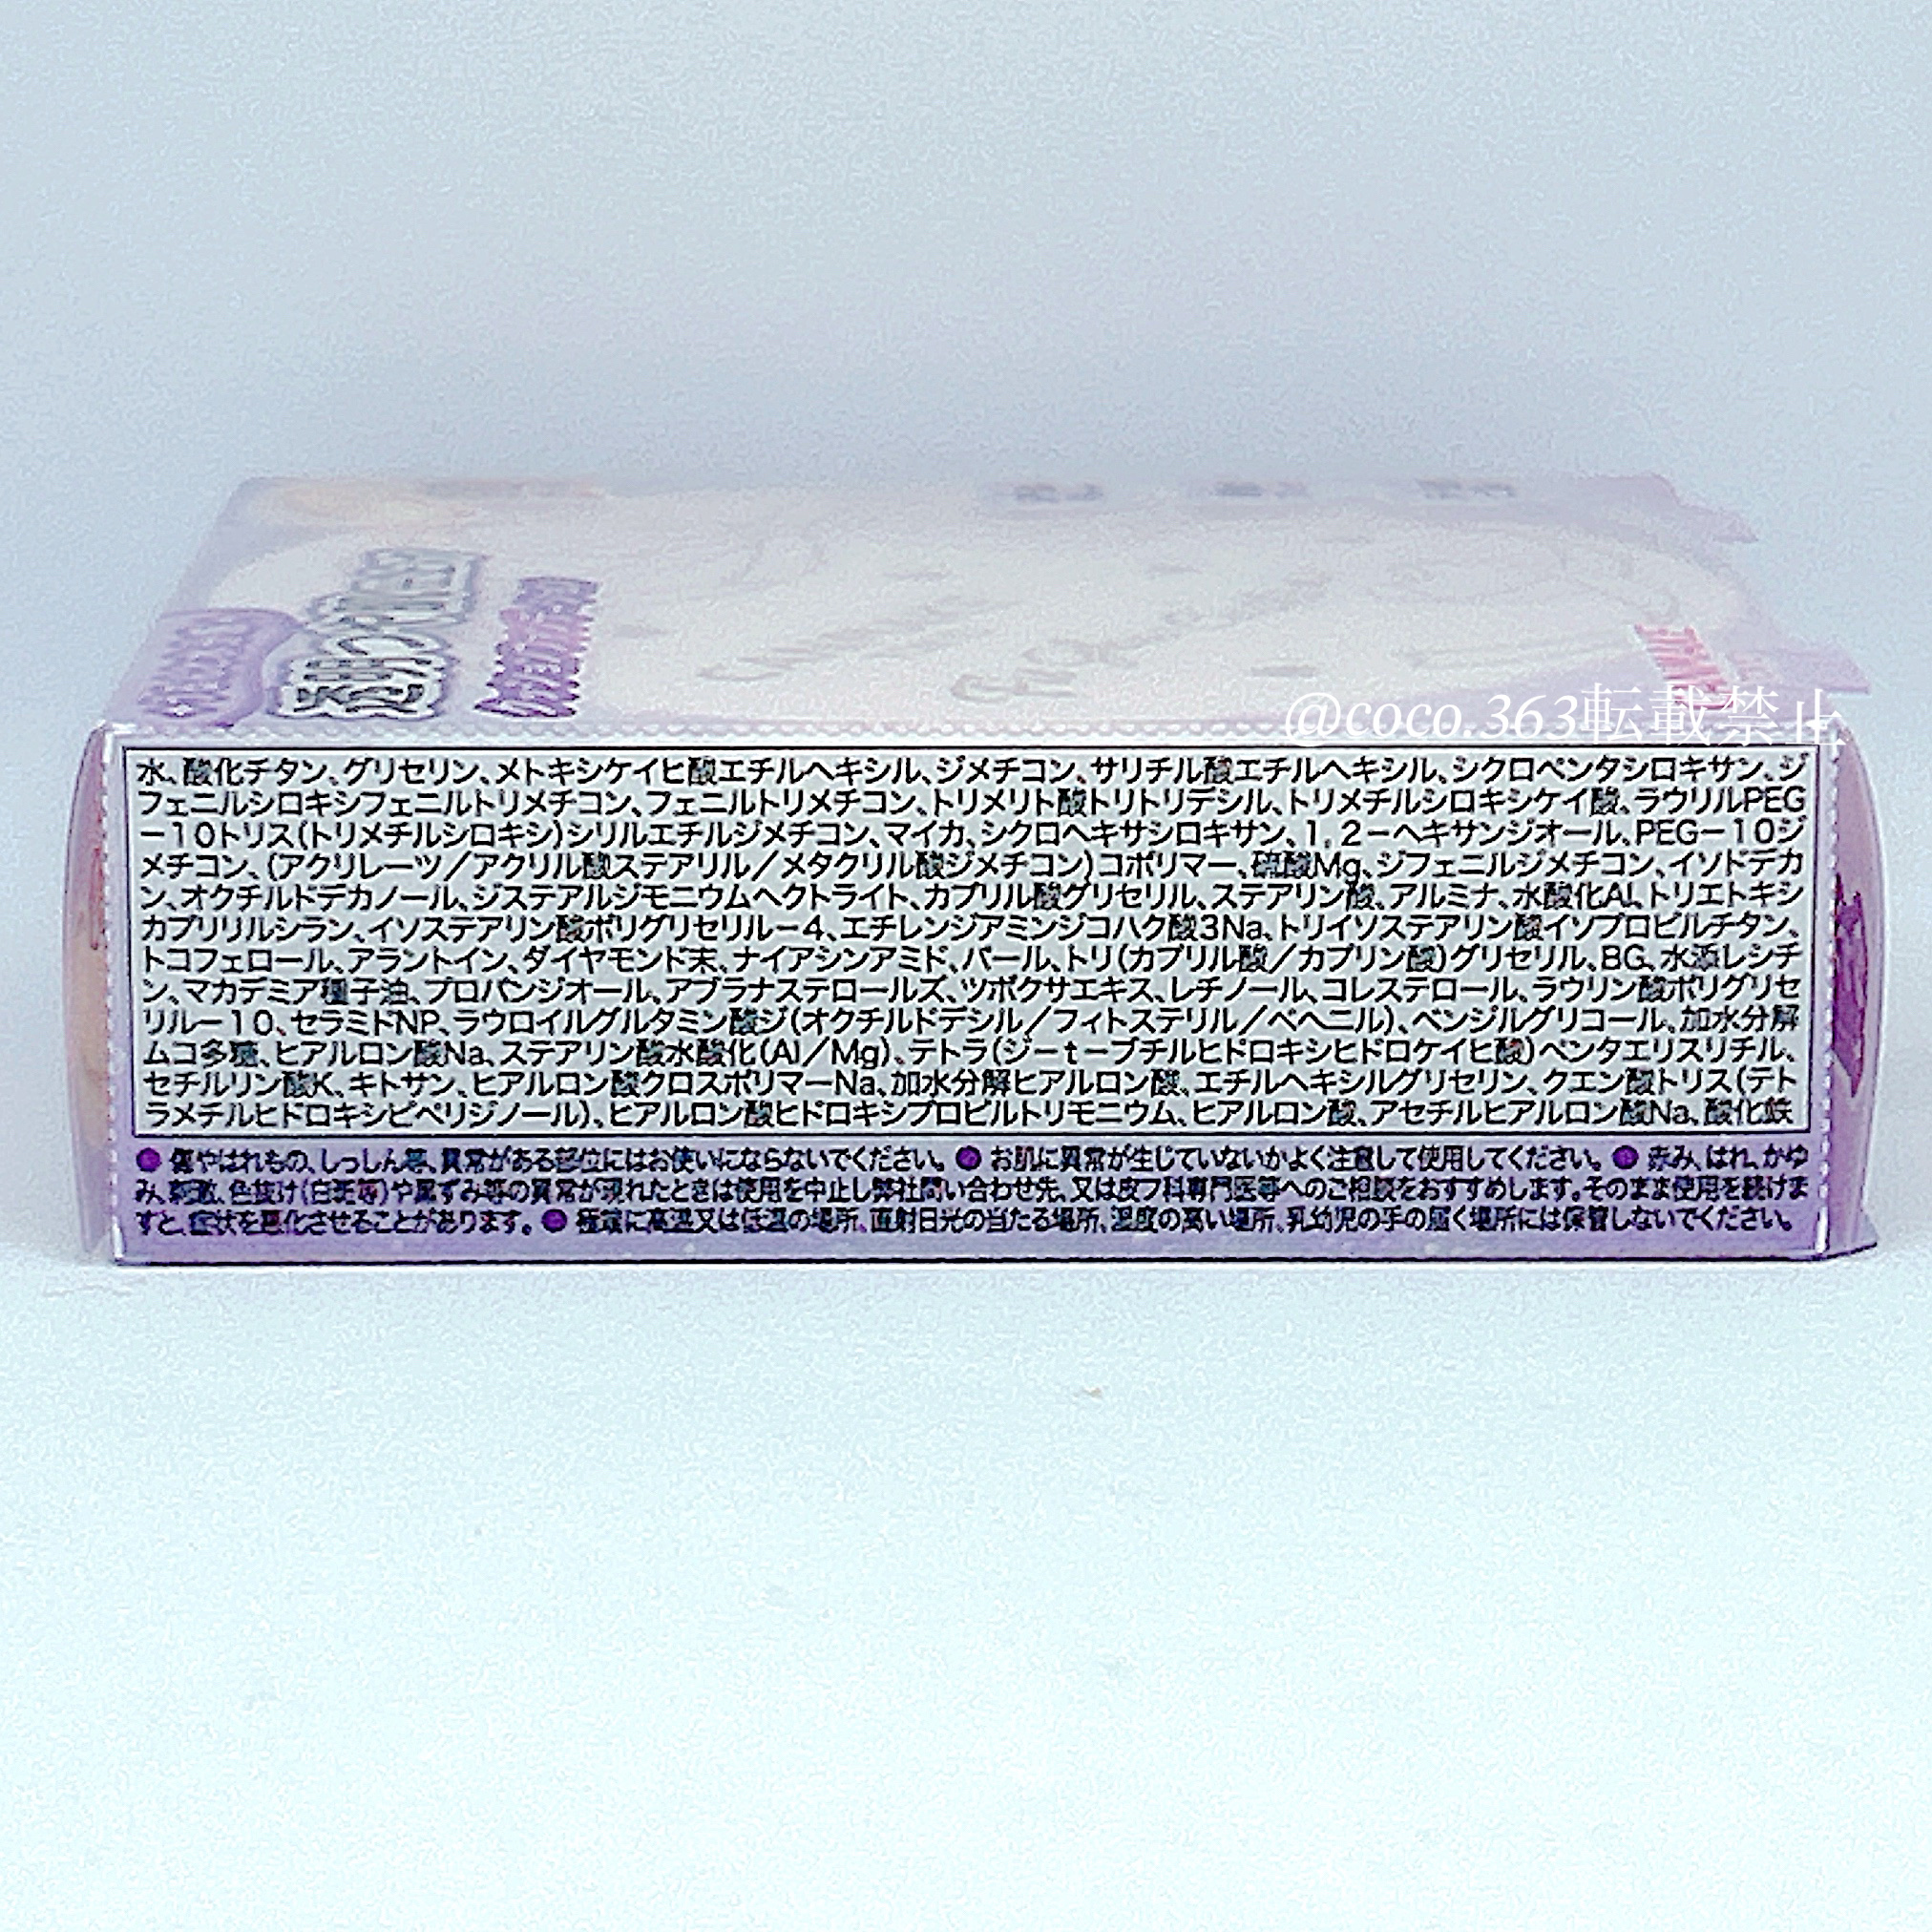 @coco.363転載禁止
水、酸化チタン、グリセリン、メトキシケイヒ酸エチルヘキシル、ジメチコン、サリチル酸エチルヘキシル、シクロペンタシロキサン、ジ
フェニルシロキシフェニルトリメチコン、フェニルトリメチコン、トリメリト酸トリトリデシル、トリメチルシロキシケイ酸、ラウリルPEG
－10トリス(トリメチルシロキシ)シリルエチルジメチコン、マイカ、シクロヘキサシロキサン、1,2－ヘキサンジオール、PEG－10ジ
メチコン、(アクリレーツ／アクリル酸ステアリル／メタクリル酸ジメチコン)コポリマー、硫酸Mg、ジフェニルジメチコン、イソドデカ
ン、オクチルドデカノール、ジステアルジモニウムヘクトライト、カプリル酸グリセリル、ステアリン酸、アルミナ、水酸化Al、トリエトキシ
カプリリルシラン、イソステアリン酸ポリグリセリル－4、エチレンジアミンジコハク酸3Na、トリイソステアリン酸イソプロピルチタン、
トコフェロール、アラントイン、ダイヤモンド末、ナイアシンアミド、パール、トリ(カプリル酸／カプリン酸)グリセリル、BG、水添レシチ
ン、マカデミア種子油、プロパンジオール、アブラナステロールズ、ツボクサエキス、レチノール、コレステロール、ラウリン酸ポリグリセ
リル－10、セラミドNP、ラウロイルグルタミン酸ジ(オクチルドデシル／フィトステリル／ベヘニル)、ベンジルグリコール、加水分解
ムコ多糖、ヒアルロン酸Na、ステアリン酸水酸化(Al／Mg)、テトラ(ジ－t－ブチルヒドロキシヒドロケイヒ酸)ペンタエリスリチル、
セチルリン酸K、キトサン、ヒアルロン酸クロスポリマーNa、加水分解ヒアルロン酸、エチルヘキシルグリセリン、クエン酸トリス(テト
ラメチルヒドロキシピペリジノール)、ヒアルロン酸ヒドロキシプロピルトリモニウム、ヒアルロン酸、アセチルヒアルロン酸Na、酸化鉄
● 傷やはれもの、しっしん等、異常がある部位にはお使いにならないでください。● お肌に異常が生じていないかよく注意して使用してください。● 赤み、はれ、かゆ
み、刺激、色抜け(白斑等)や黒ずみ等の異常が現れたときは使用を中止し弊社問い合わせ先、又は皮フ科専門医等へのご相談をおすすめします。そのまま使用を続けま
すと、症状を悪化させることがあります。● 極端に高温又は低温の場所、直射日光の当たる場所、湿度の高い場所、乳幼児の手の届く場所には保管しないでください。